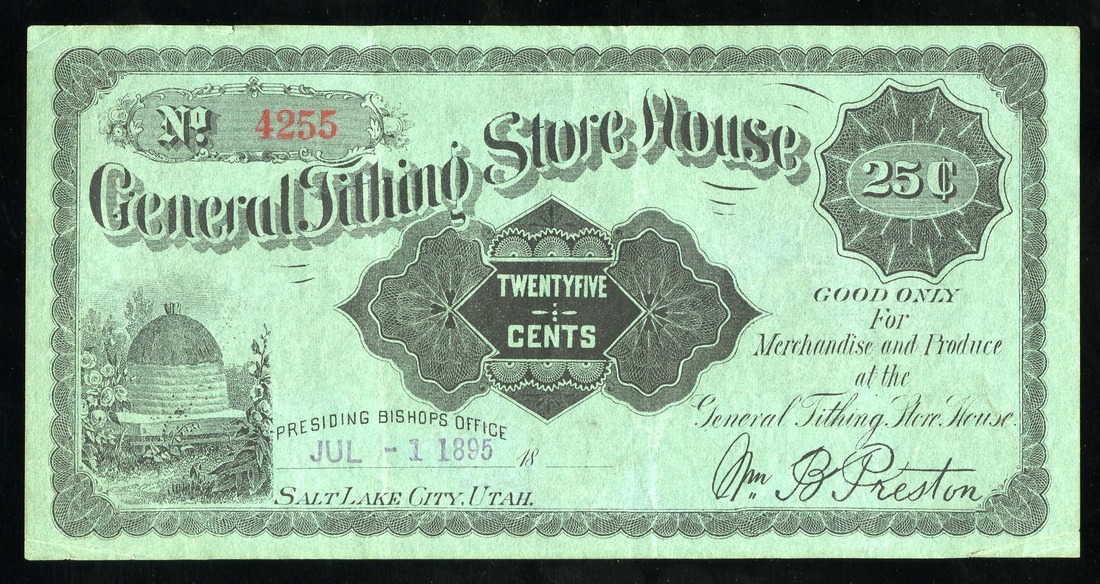 No. 4255
General Tithing Store House
25¢
TWENTYFIVE
CENTS
GOOD ONLY
For
Merchandise and Produce
at the
General Tithing Store House.
PRESIDING BISHOPS OFFICE
JUL - 1 1895 18
SALT LAKE CITY, UTAH.
Wm. B Preston